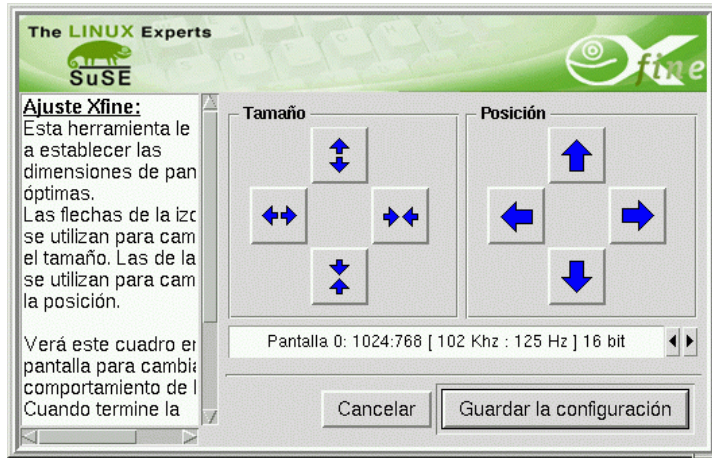 The LINUX Experts
SuSE
Xfine
Ajuste Xfine:
Esta herramienta le
a establecer las
dimensiones de pan
óptimas.
Las flechas de la izq
se utilizan para cam
el tamaño. Las de la
se utilizan para cam
la posición.
Verá este cuadro en
pantalla para cambia
comportamiento de l
Cuando termine la
Tamaño
Posición
Pantalla 0: 1024:768 [ 102 Khz : 125 Hz ] 16 bit
Cancelar
Guardar la configuración